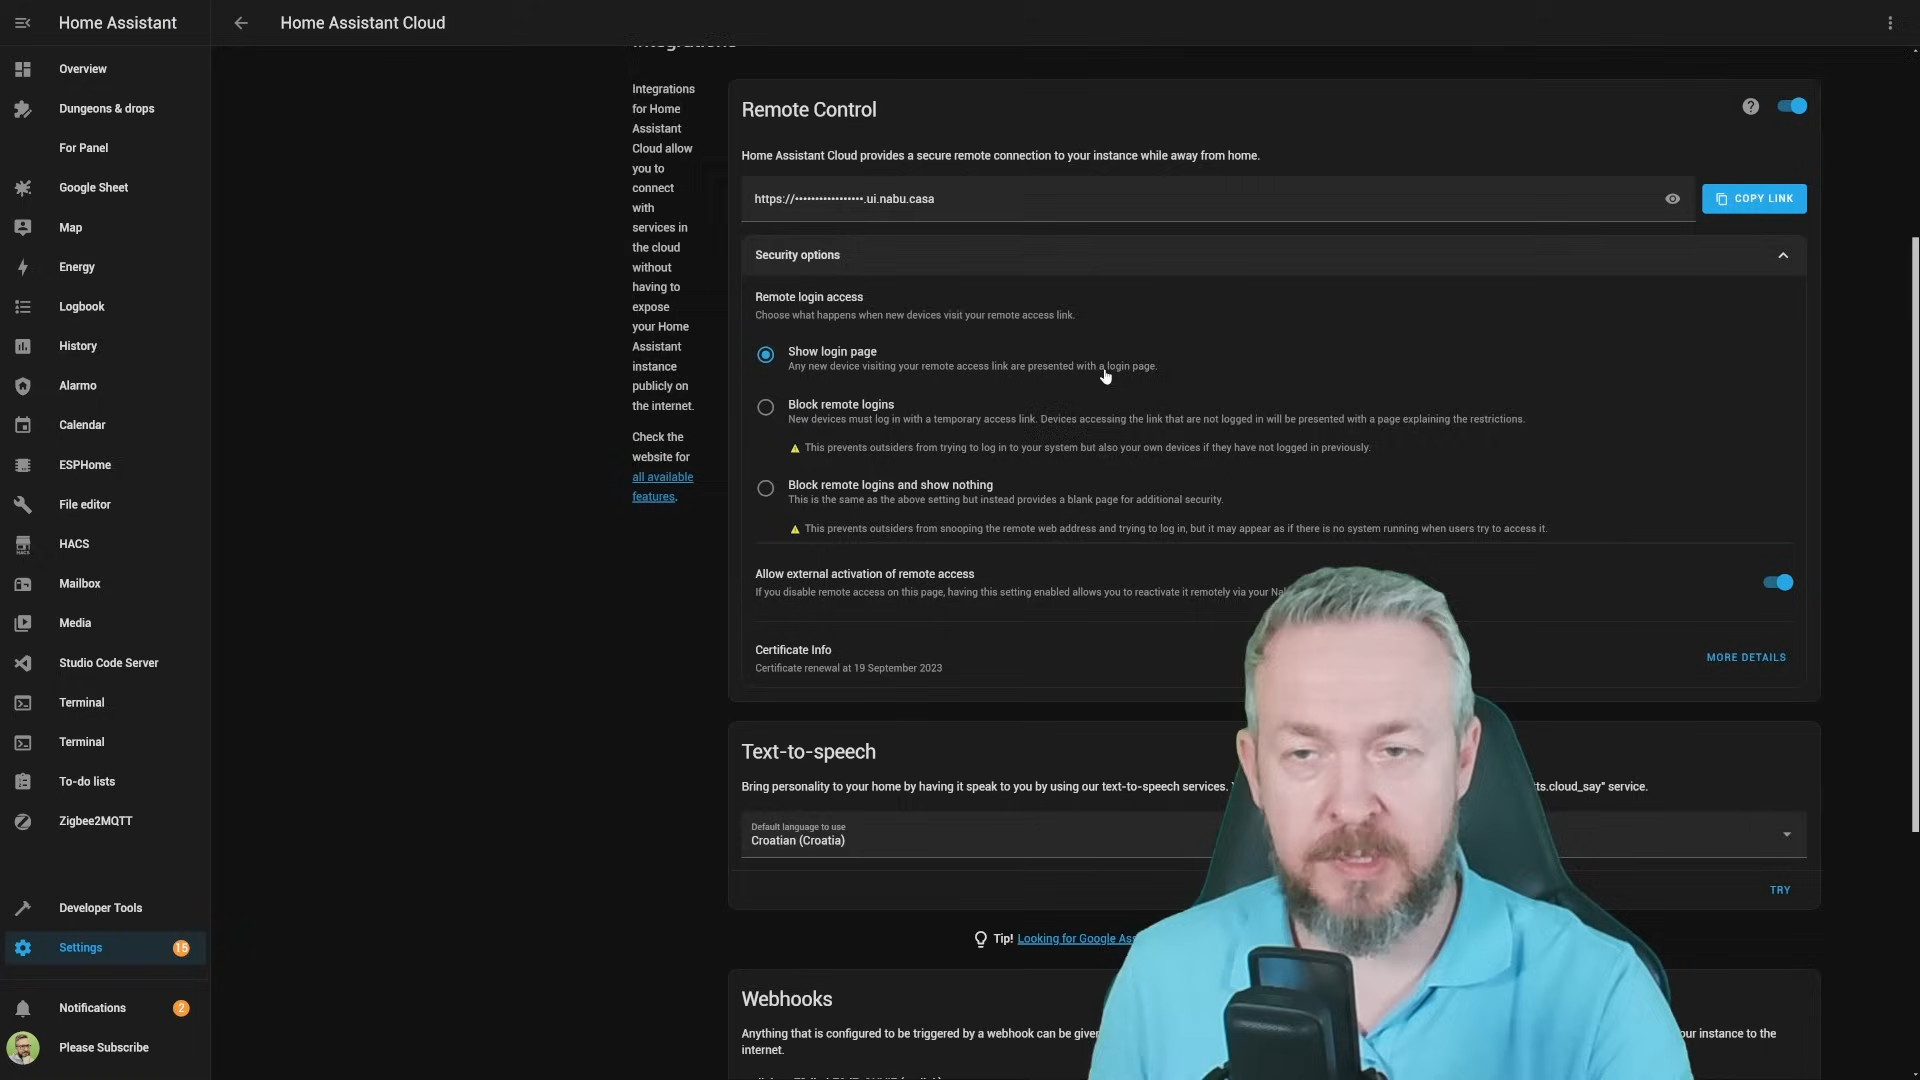 Home Assistant
Home Assistant Cloud
Overview
Dungeons & drops
For Panel
Google Sheet
Map
Energy
Logbook
History
Alarmo
Calendar
ESPHome
File editor
HACS
Mailbox
Media
Studio Code Server
Terminal
Terminal
To-do lists
Zigbee2MQTT
Developer Tools
Settings 15
Notifications 2
Please Subscribe
Integrations
Integrations
for Home
Assistant
Cloud allow
you to
connect
with
services in
the cloud
without
having to
expose
your Home
Assistant
instance
publicly on
the internet.
Check the
website for
all available
features.
Remote Control
Home Assistant Cloud provides a secure remote connection to your instance while away from home.
https://•••••••••••••••••.ui.nabu.casa
COPY LINK
Security options
Remote login access
Choose what happens when new devices visit your remote access link.
Show login page
Any new device visiting your remote access link are presented with a login page.
Block remote logins
New devices must log in with a temporary access link. Devices accessing the link that are not logged in will be presented with a page explaining the restrictions.
This prevents outsiders from trying to log in to your system but also your own devices if they have not logged in previously.
Block remote logins and show nothing
This is the same as the above setting but instead provides a blank page for additional security.
This prevents outsiders from snooping the remote web address and trying to log in, but it may appear as if there is no system running when users try to access it.
Allow external activation of remote access
If you disable remote access on this page, having this setting enabled allows you to reactivate it remotely via your
Certificate Info
Certificate renewal at 19 September 2023
MORE DETAILS
Text-to-speech
Bring personality to your home by having it speak to you by using our text-to-speech services. ts.cloud_say" service.
Default language to use
Croatian (Croatia)
TRY
Tip! Looking for Google Ass
Webhooks
Anything that is configured to be triggered by a webhook can be given our instance to the
internet.